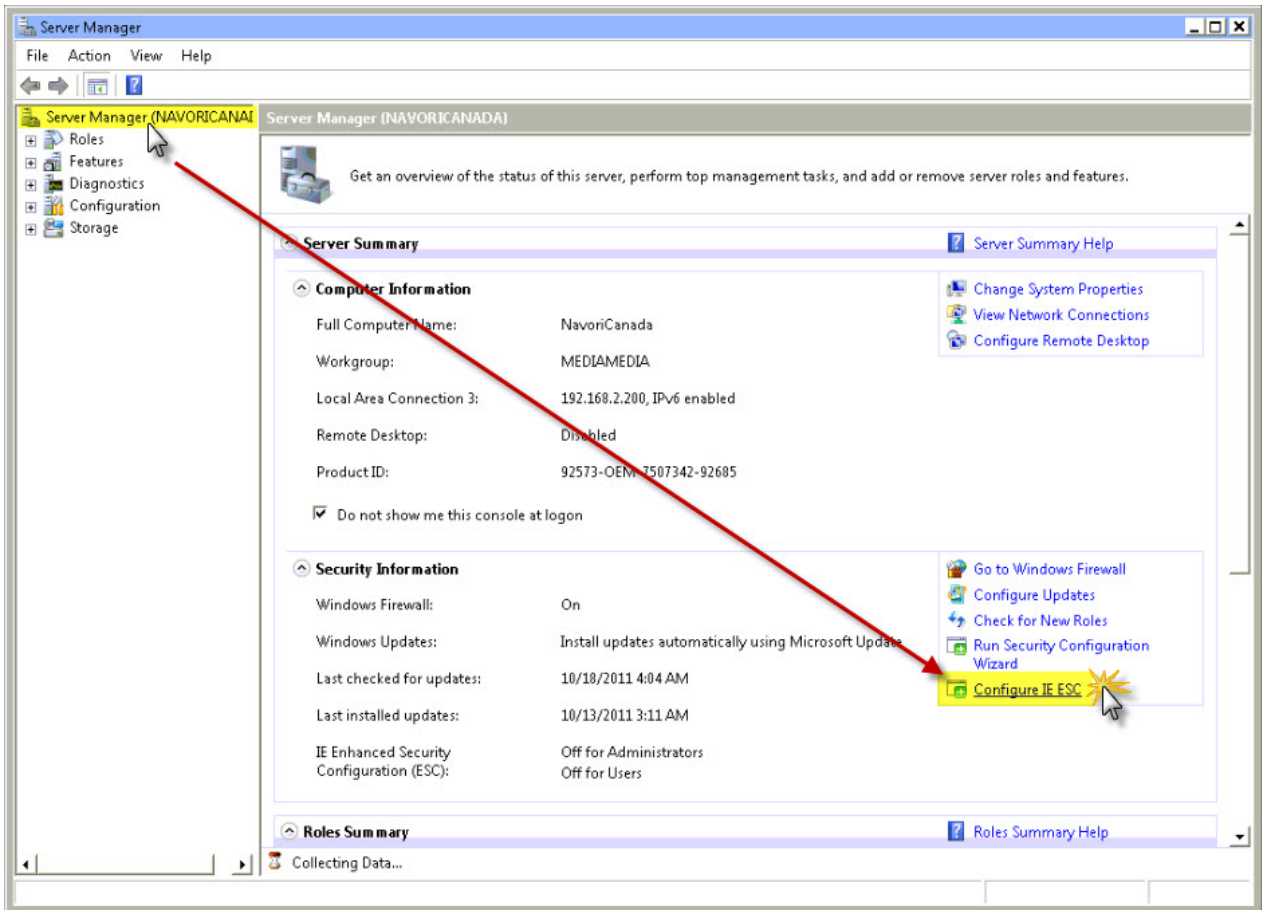 Server Manager
File Action View Help
Server Manager (NAVORICANAI
Roles
Features
Diagnostics
Configuration
Storage
Server Manager (NAVORICANADA)
Get an overview of the status of this server, perform top management tasks, and add or remove server roles and features.
Server Summary
Server Summary Help
Computer Information
Full Computer Name: NavoriCanada
Workgroup: MEDIAMEDIA
Local Area Connection 3: 192.168.2.200, IPv6 enabled
Remote Desktop: Disabled
Product ID: 92573-OEM-7507342-92685
Do not show me this console at logon
Change System Properties
View Network Connections
Configure Remote Desktop
Security Information
Windows Firewall: On
Windows Updates: Install updates automatically using Microsoft Update
Last checked for updates: 10/18/2011 4:04 AM
Last installed updates: 10/13/2011 3:11 AM
IE Enhanced Security Off for Administrators
Configuration (ESC): Off for Users
Go to Windows Firewall
Configure Updates
Check for New Roles
Run Security Configuration
Wizard
Configure IE ESC
Roles Summary
Roles Summary Help
Collecting Data...